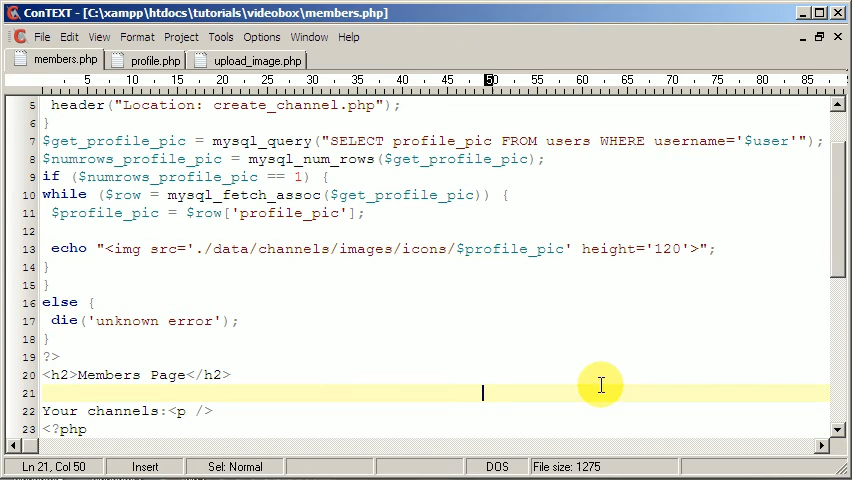 ConTEXT - [C:\xampp\htdocs\tutorials\videobox\members.php]
File Edit View Format Project Tools Options Window Help
members.php profile.php upload_image.php
5 10 15 20 25 30 35 40 45 50 55 60 65 70 75 80 85
5 header("Location: create_channel.php");
6 }
7 $get_profile_pic = mysql_query("SELECT profile_pic FROM users WHERE username='$user'");
8 $numrows_profile_pic = mysql_num_rows($get_profile_pic);
9 if ($numrows_profile_pic == 1) {
10 while ($row = mysql_fetch_assoc($get_profile_pic)) {
11 $profile_pic = $row['profile_pic'];
12
13 echo "<img src='./data/channels/images/icons/$profile_pic' height='120'>";
14 }
15 }
16 else {
17 die('unknown error');
18 }
19 ?>
20 <h2>Members Page</h2>
21
22 Your channels:<p />
23 <?php
Ln 21, Col 50 Insert Sel: Normal DOS File size: 1275